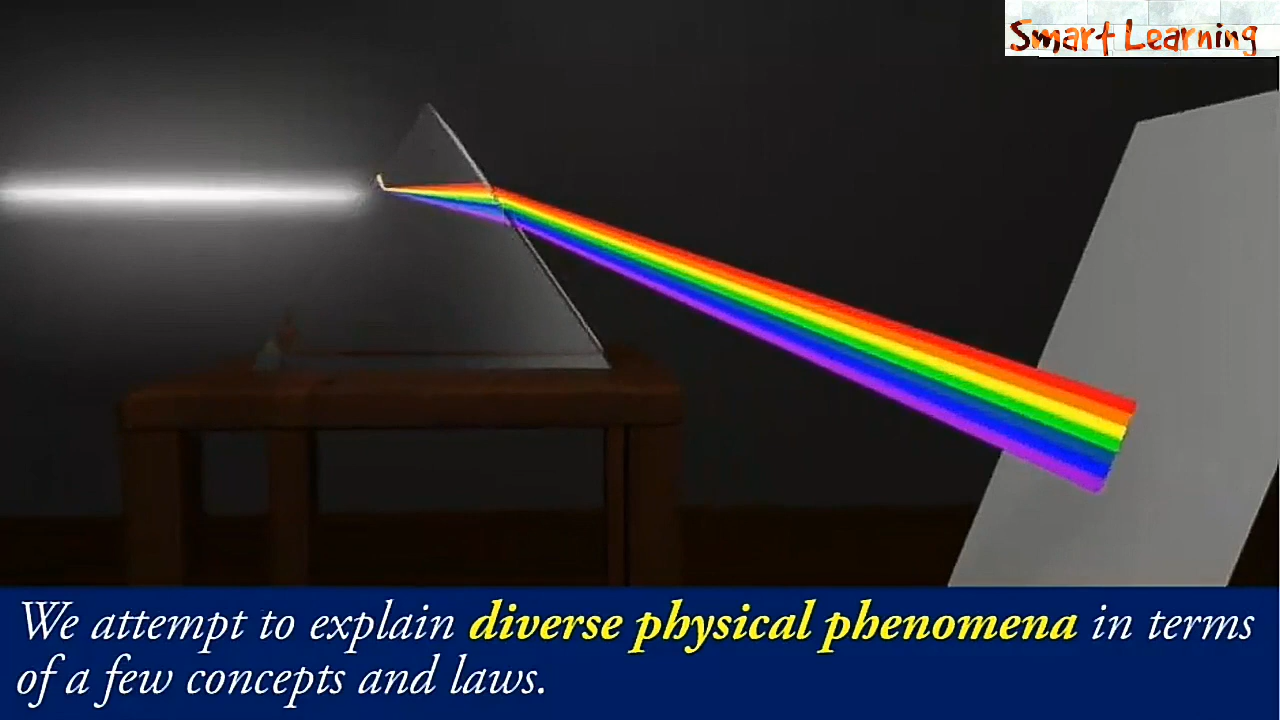 Smart Learning
We attempt to explain diverse physical phenomena in terms
of a few concepts and laws.